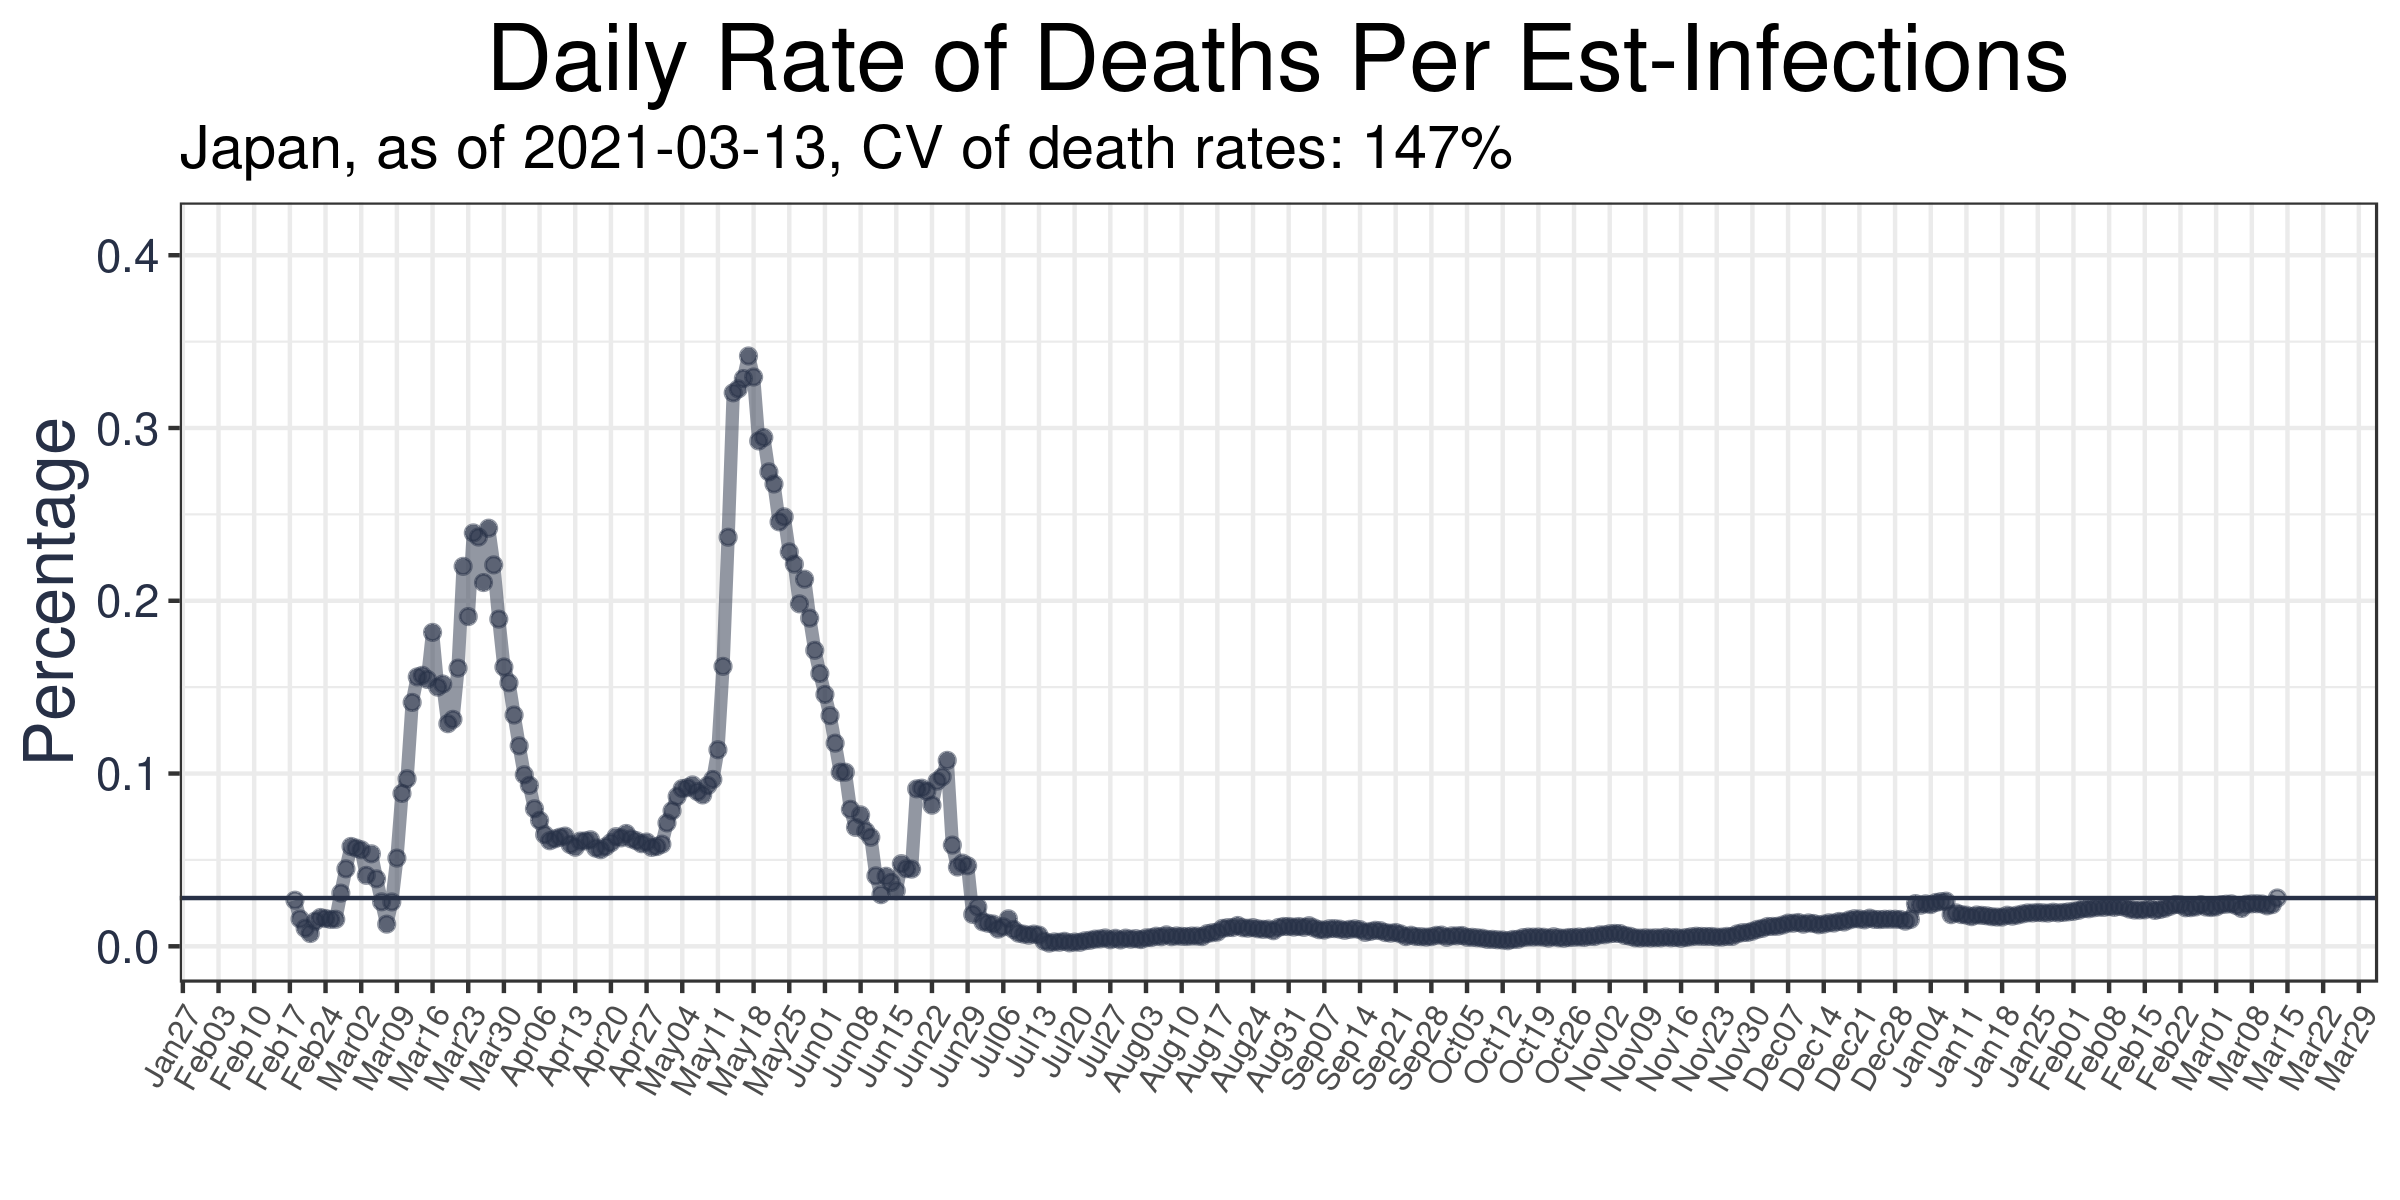 Daily Rate of Deaths Per Est-Infections
Japan, as of 2021-03-13, CV of death rates: 147%
Percentage
0.4
0.3
0.2
0.1
0.0
Jan27
Feb03
Feb10
Feb17
Feb24
Mar02
Mar09
Mar16
Mar23
Mar30
Apr06
Apr13
Apr20
Apr27
May04
May11
May18
May25
Jun01
Jun08
Jun15
Jun22
Jun29
Jul06
Jul13
Jul20
Jul27
Aug03
Aug10
Aug17
Aug24
Aug31
Sep07
Sep14
Sep21
Sep28
Oct05
Oct12
Oct19
Oct26
Nov02
Nov09
Nov16
Nov23
Nov30
Dec07
Dec14
Dec21
Dec28
Jan04
Jan11
Jan18
Jan25
Feb01
Feb08
Feb15
Feb22
Mar01
Mar08
Mar15
Mar22
Mar29